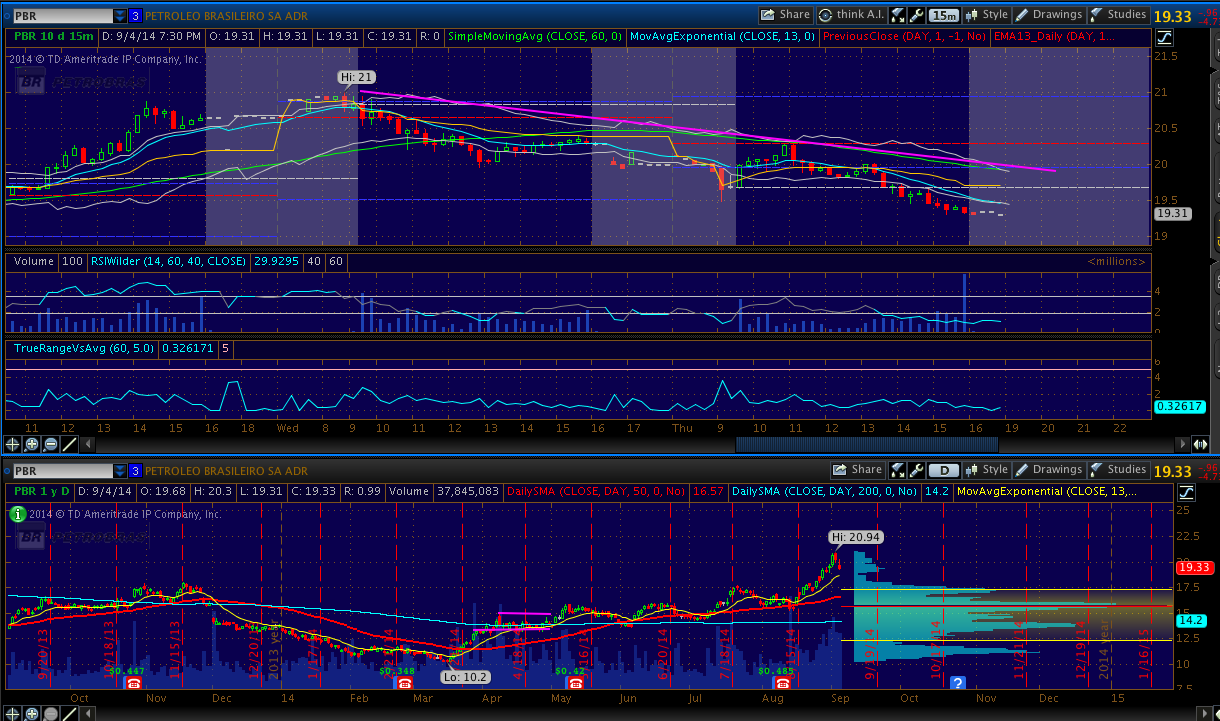 PBR 3 PETROLEO BRASILEIRO SA ADR Share think A.I. 15m Style Drawings Studies 19.33 -.96 -4.7
PBR 10 d 15m D: 9/4/14 7:30 PM O: 19.31 H: 19.31 L: 19.31 C: 19.31 R: 0 SimpleMovingAvg (CLOSE, 60, 0) MovAvgExponential (CLOSE, 13, 0) PreviousClose (DAY, 1, -1, No) EMA13_Daily (DAY, 1...
2014 © TD Ameritrade IP Company, Inc.
BR PETROBRAS
Hi: 21
21.5
21
20.5
20
19.5
19.31
19
Volume 100 RSIWilder (14, 60, 40, CLOSE) 29.9295 40 60 <millions>
4
2
0
TrueRangeVsAvg (60, 5.0) 0.326171 5
6
4
2
0.32617
11 12 13 14 15 16 17 18 Wed 8 9 10 11 12 13 14 15 16 17 Thu 9 10 11 12 13 14 15 16 19 20 21 22
PBR 3 PETROLEO BRASILEIRO SA ADR Share D Style Drawings Studies 19.33 -.96 -4.7
PBR 1 y D D: 9/4/14 O: 19.68 H: 20.3 L: 19.31 C: 19.33 R: 0.99 Volume 37,845,083 DailySMA (CLOSE, DAY, 50, 0, No) 16.57 DailySMA (CLOSE, DAY, 200, 0, No) 14.2 MovAvgExponential (CLOSE, 13,...
2014 © TD Ameritrade IP Company, Inc.
BR PETROBRAS
Hi: 20.94
Lo: 10.2
25
22.5
20
19.33
17.5
15
14.2
12.5
10
7.5
9/20/13 10/18/13 11/15/13 12/20/13 2013 year 1/17/14 4/18/14 5/16/14 6/20/14 7/18/14 8/15/14 9/19/14 10/17/14 11/21/14 12/19/14 2014 year 1/16/15
$0.447 $0.348 $0.42 $0.485
?
Oct Nov Dec 14 Feb Mar Apr May Jun Jul Aug Sep Oct Nov Dec 15